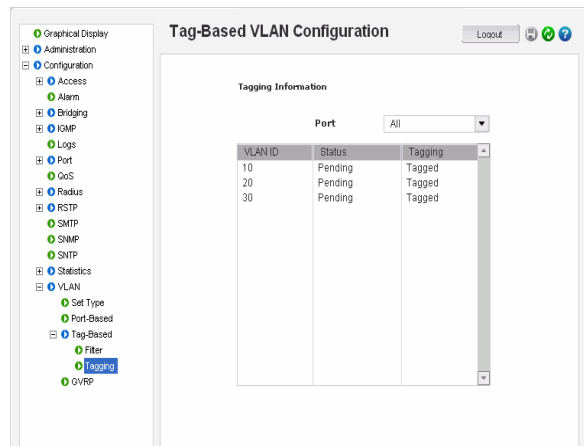 Graphical Display
Administration
Configuration
Access
Alarm
Bridging
IGMP
Logs
Port
QoS
Radius
RSTP
SMTP
SNMP
SNTP
Statistics
VLAN
Set Type
Port-Based
Tag-Based
Filter
Tagging
GVRP
Tag-Based VLAN Configuration
Logout
Tagging Information
Port All
VLAN ID Status Tagging
10 Pending Tagged
20 Pending Tagged
30 Pending Tagged